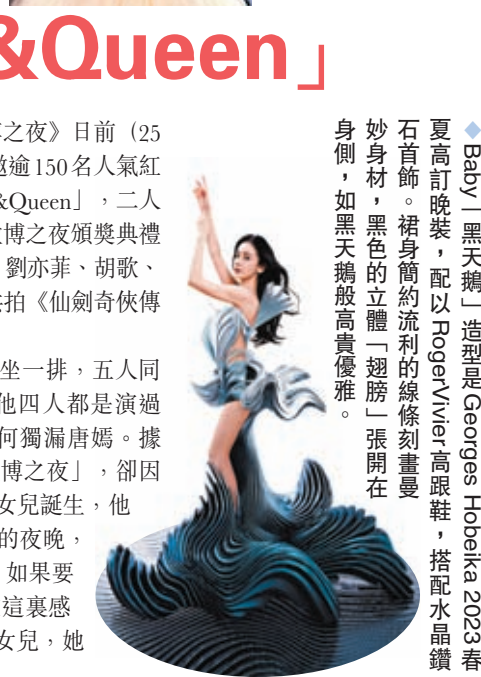 &Queen」
之夜》日前（25
逾150名人氣紅
&Queen」，二人
博之夜頒獎典禮
劉亦菲、胡歌、
拍《仙劍奇俠傳
坐一排，五人同
他四人都是演過
何獨漏唐嫣。據
博之夜」，卻因
女兒誕生，他
的夜晚，
如果要
這裏感
女兒，她
◆Baby「黑天鵝」造型是Georges Hobeika 2023春
夏高訂晚裝，配以RogerVivier高跟鞋，搭配水晶鑽
石首飾。裙身簡約流利的線條刻畫曼
妙身材，黑色的立體「翅膀」張開在
身側，如黑天鵝般高貴優雅。